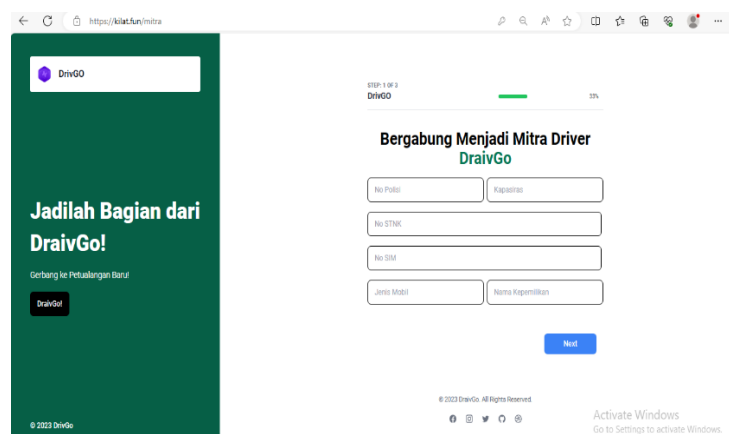 https://kilat.fun/mitra
DrivGO
Jadilah Bagian dari
DraivGo!
Gerbang ke Petualangan Baru!
DraivGo!
© 2023 DrivGo
STEP: 1 OF 3
DrivGO
33%
Bergabung Menjadi Mitra Driver
DraivGo
No Polisi
Kapasitas
No STNK
No SIM
Jenis Mobil
Nama Kepemilikan
Next
© 2023 DraivGo. All Rights Reserved.
Activate Windows
Go to Settings to activate Windows.